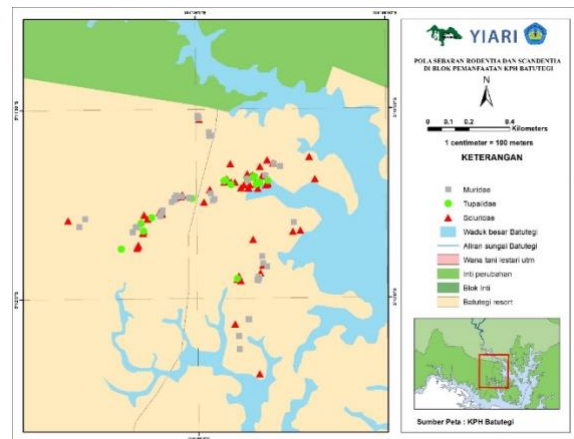 YIARI
POLA SEBARAN RODENTIA DAN SCANDENTIA
DI BLOK PEMANFAATAN KPH BATUTEGI
N
0 0.1 0.2 0.4
Kilometers
1 centimeter = 100 meters
KETERANGAN
Muridae
Tupaiidae
Sciuridae
Waduk besar Batutegi
Aliran sungai Batutegi
Wana tani lestari utm
Inti perubahan
Blok Inti
Batutegi resort
Sumber Peta : KPH Batutegi